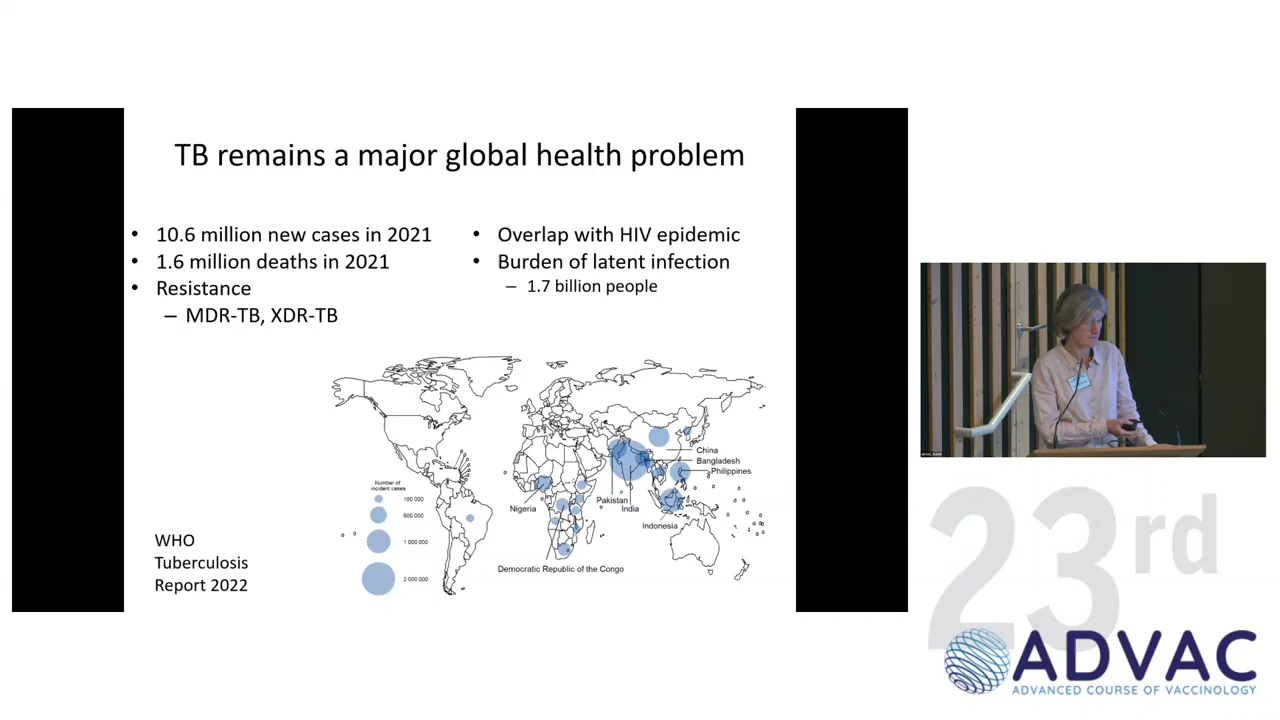 TB remains a major global health problem
• 10.6 million new cases in 2021
• 1.6 million deaths in 2021
• Resistance
– MDR-TB, XDR-TB
• Overlap with HIV epidemic
• Burden of latent infection
– 1.7 billion people
Number of
incident cases
100 000
500 000
1 000 000
2 000 000
China
Bangladesh
Philippines
Pakistan
India
Nigeria
Indonesia
Democratic Republic of the Congo
WHO
Tuberculosis
Report 2022
23rd
ADVAC
ADVANCED COURSE OF VACCINOLOGY